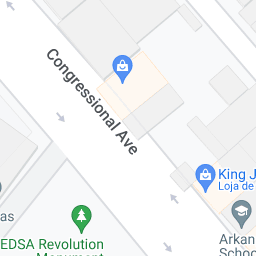 Congressional Ave
King J
Loja de
as
EDSA Revolution
Monument
Arkan
Schoo